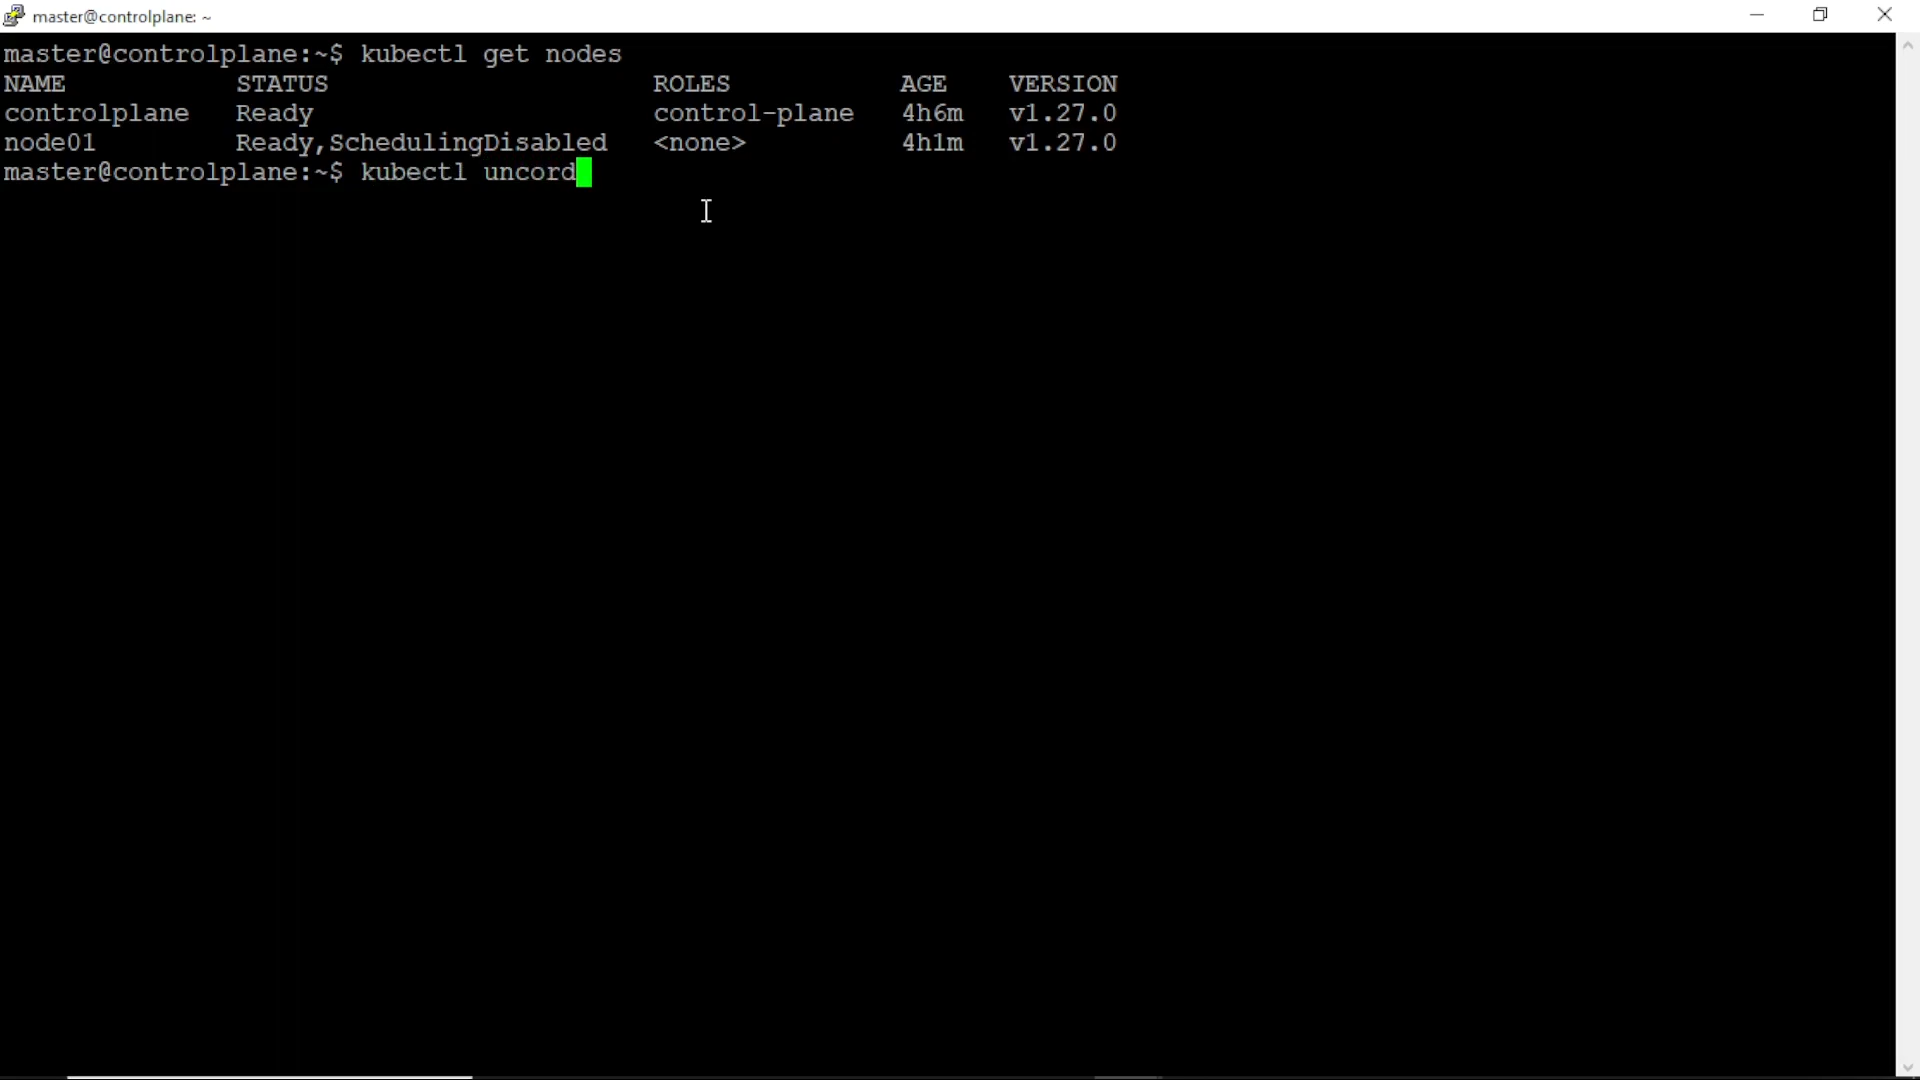 master@controlplane: ~
master@controlplane:~$ kubectl get nodes
NAME STATUS ROLES AGE VERSION
controlplane Ready control-plane 4h6m v1.27.0
node01 Ready,SchedulingDisabled <none> 4h1m v1.27.0
master@controlplane:~$ kubectl uncord